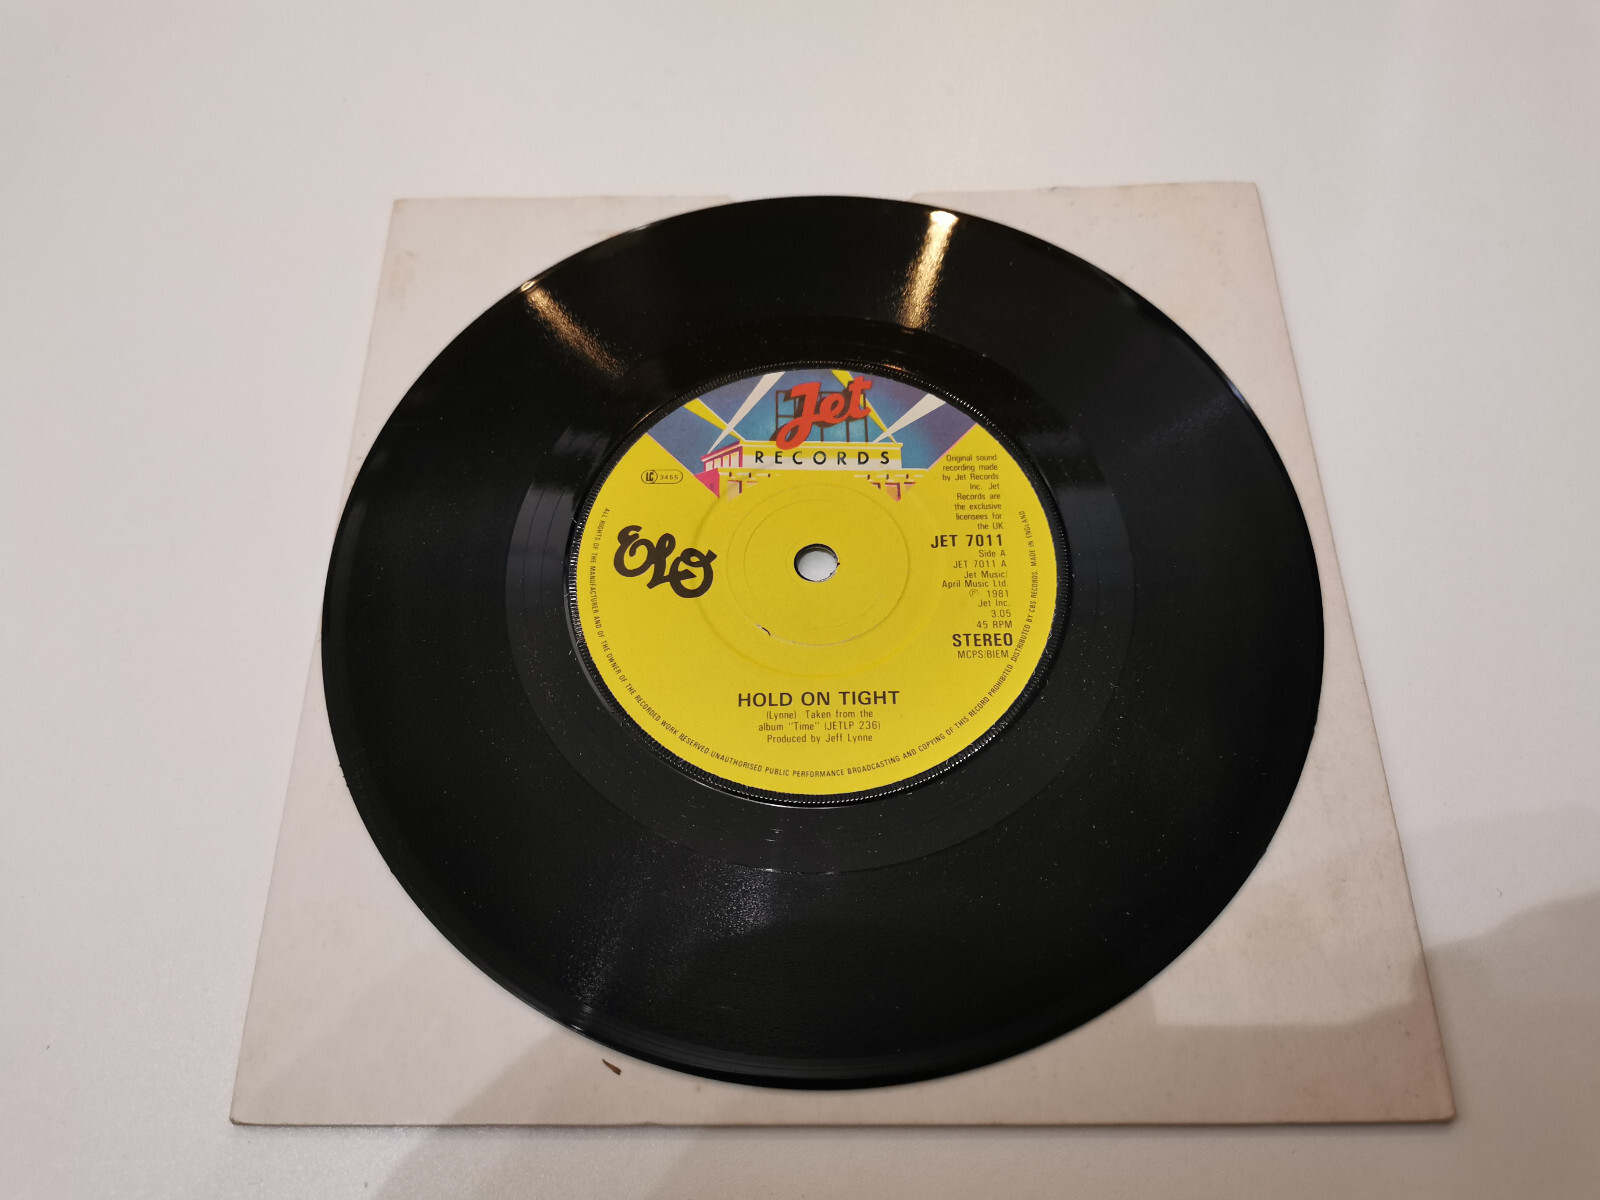 Jet
RECORDS
LC 3455
ELO
Original sound
recording made
by Jet Records
Inc. Jet
Records are
the exclusive
licensees for
the UK
JET 7011
Side A
JET 7011 A
Jet Music/
April Music Ltd.
Ⓟ 1981
Jet Inc.
3.05
45 RPM
STEREO
MCPS/BIEM
HOLD ON TIGHT
(Lynne) Taken from the
album "Time" (JETLP 236)
Produced by Jeff Lynne
ALL RIGHTS OF THE MANUFACTURER AND OF THE OWNER OF THE RECORDED WORK RESERVED UNAUTHORISED PUBLIC PERFORMANCE BROADCASTING AND COPYING OF THIS RECORD PROHIBITED. DISTRIBUTED BY CBS RECORDS. MADE IN ENGLAND